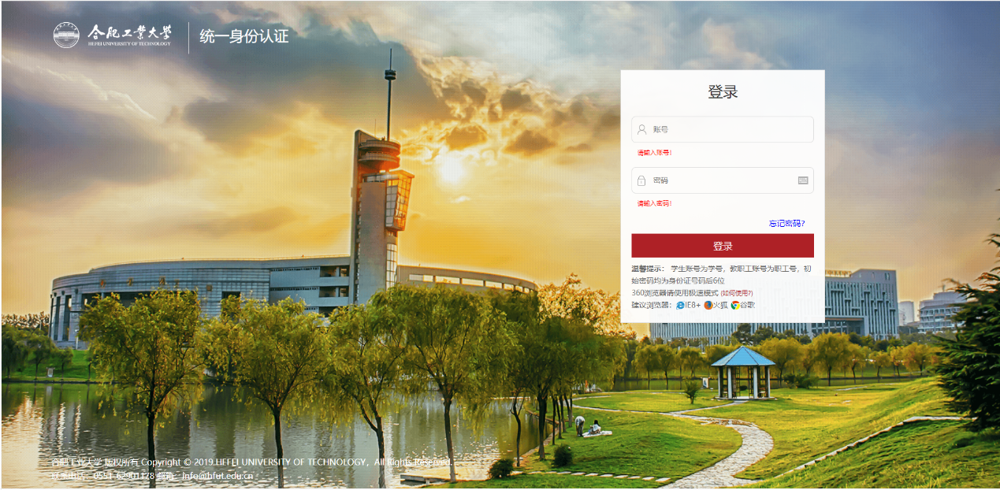 合肥工业大学
HEFEI UNIVERSITY OF TECHNOLOGY
统一身份认证
登录
账号
请输入账号!
密码
请输入密码!
忘记密码?
登录
温馨提示： 学生账号为学号，教职工账号为职工号，初
始密码均为身份证号码后6位
360浏览器请使用极速模式 (如何使用?)
建议浏览器： IE8+ 火狐 谷歌
合肥工业大学 版权所有 Copyright © 2019.HFFEI UNIVERSITY OF TECHNOLOGY， All Rights Reserved.
联系电话：0551-62901178 邮箱：info@hfut.edu.cn